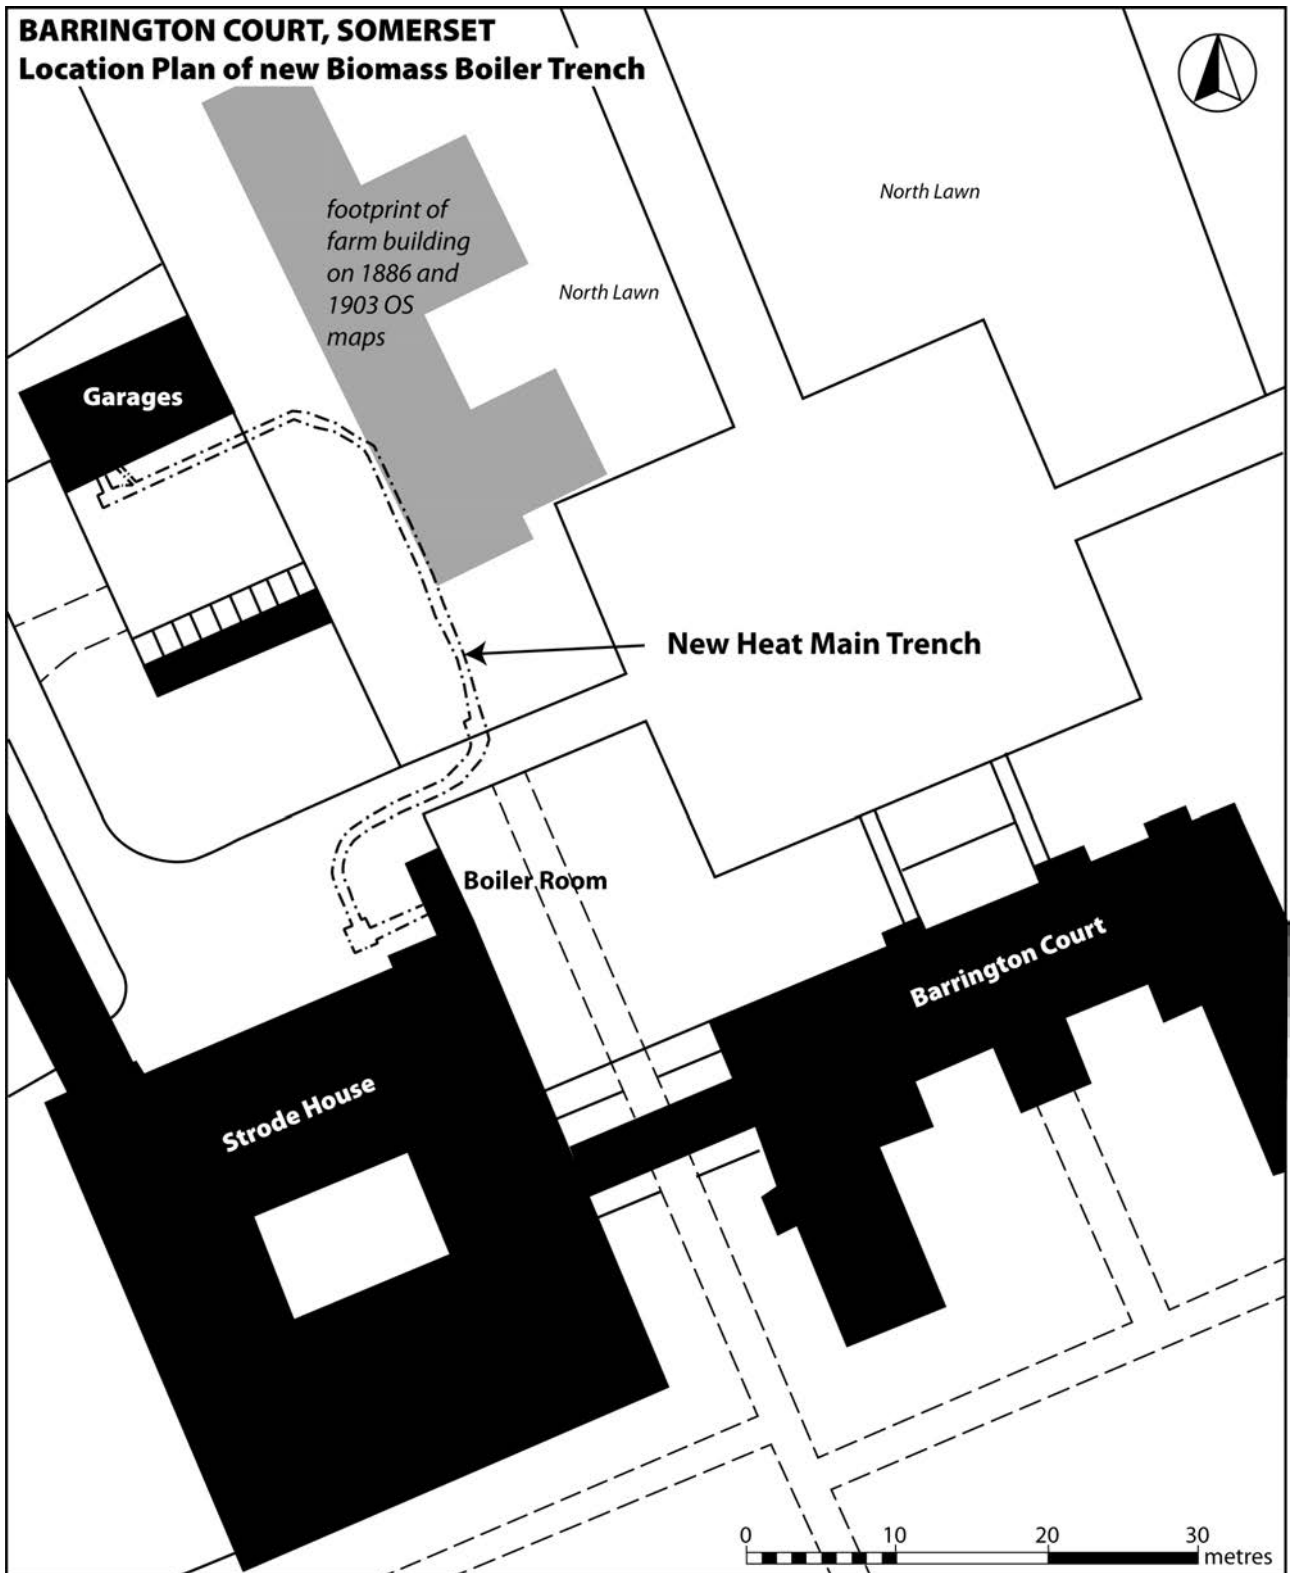 BARRINGTON COURT, SOMERSET
Location Plan of new Biomass Boiler Trench
North Lawn
footprint of
farm building
on 1886 and
1903 OS
maps
North Lawn
Garages
New Heat Main Trench
Boiler Room
Barrington Court
Strode House
0 10 20 30
metres